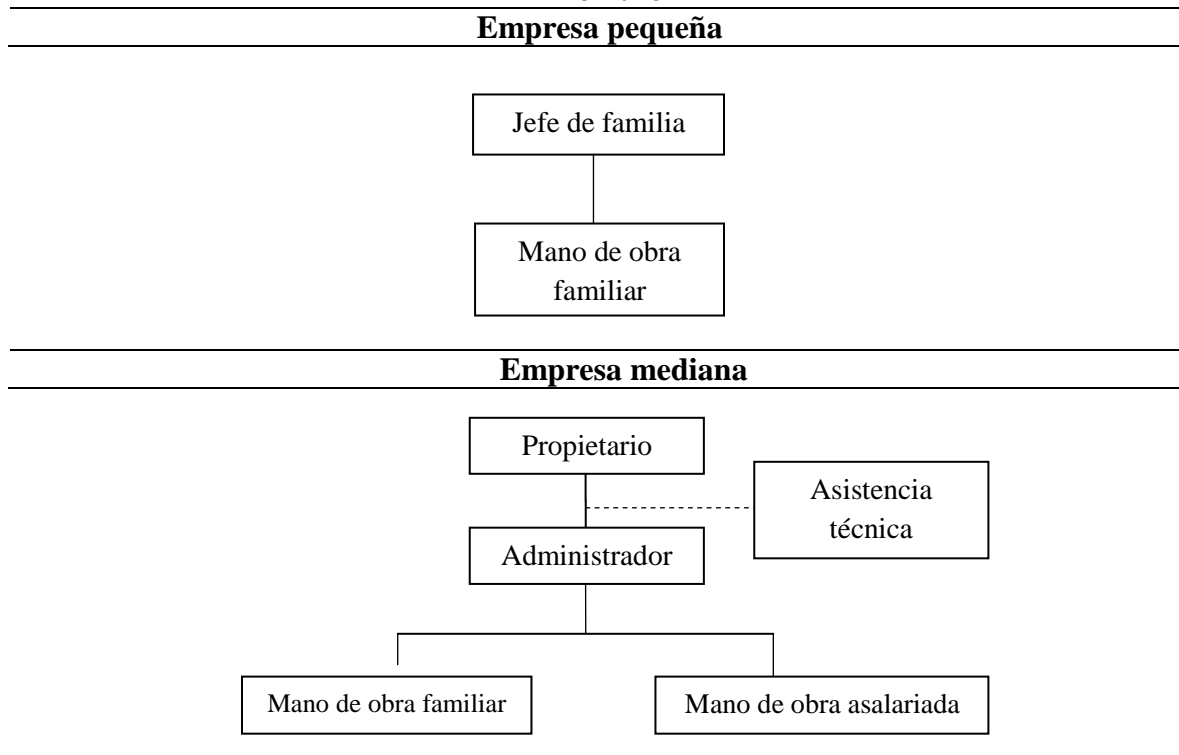 Empresa pequeña
Jefe de familia
Mano de obra
familiar
Empresa mediana
Propietario
Asistencia
técnica
Administrador
Mano de obra familiar
Mano de obra asalariada